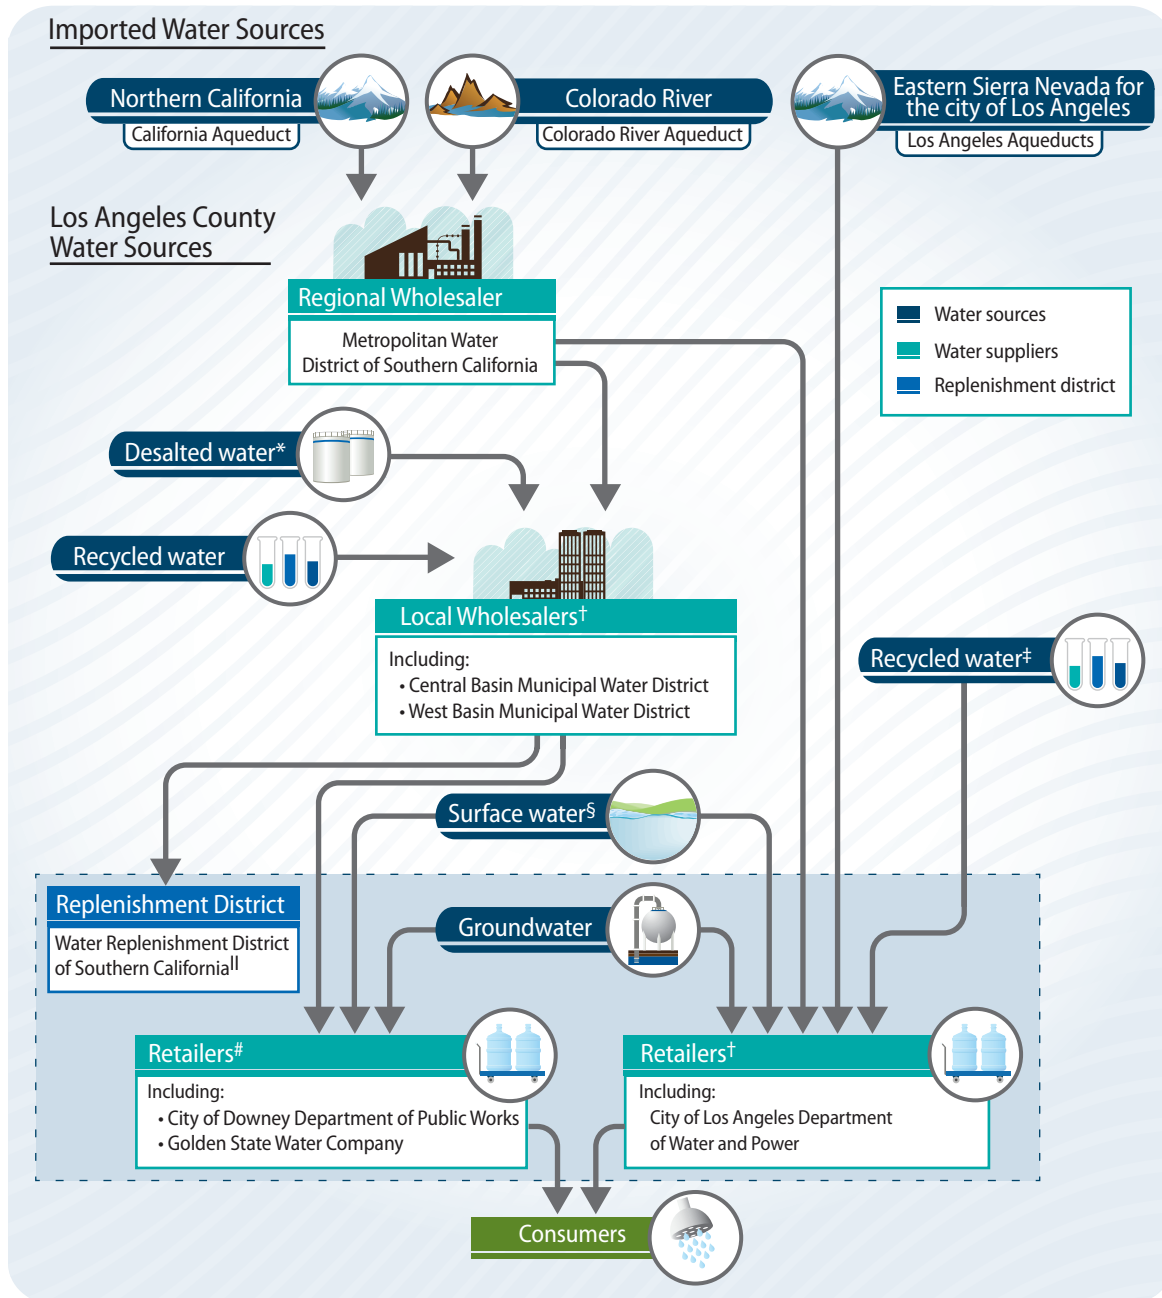 Imported Water Sources
Northern California
California Aqueduct
Colorado River
Colorado River Aqueduct
Eastern Sierra Nevada for
the city of Los Angeles
Los Angeles Aqueducts
Los Angeles County
Water Sources
Regional Wholesaler
Metropolitan Water
District of Southern California
Water sources
Water suppliers
Replenishment district
Desalted water*
Recycled water
Local Wholesalers†
Including:
• Central Basin Municipal Water District
• West Basin Municipal Water District
Recycled water‡
Surface water§
Replenishment District
Water Replenishment District
of Southern California||
Groundwater
Retailers#
Including:
• City of Downey Department of Public Works
• Golden State Water Company
Retailers†
Including:
City of Los Angeles Department
of Water and Power
Consumers